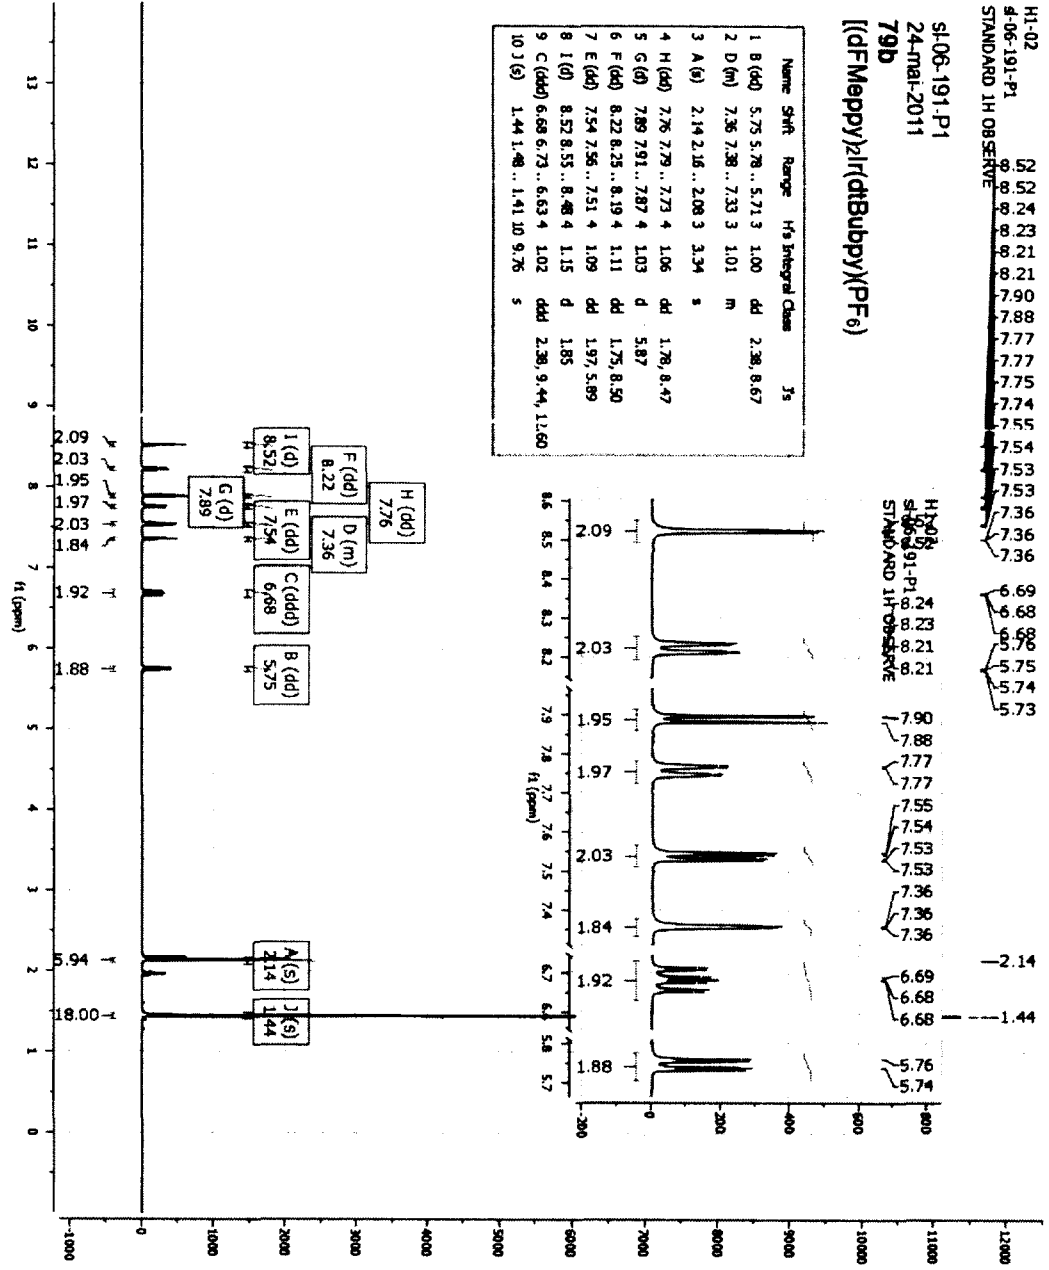 H1-02
sl-06-191-P1
STANDARD 1H OBSERVE
sl-06-191-P1
24-mai-2011
79b
[(dFMeppy)2Ir(dtBubpy)(PF6)
Name Shift Range H's Integral Class J's
1 B (dd) 5.75 5.78 .. 5.71 3 1.00 dd 2.38, 8.67
2 D (m) 7.36 7.38 .. 7.33 3 1.01 m
3 A (s) 2.14 2.16 .. 2.08 3 3.34 s
4 H (dd) 7.76 7.79 .. 7.73 4 1.06 dd 1.78, 8.47
5 G (d) 7.89 7.91 .. 7.87 4 1.03 d 5.87
6 F (dd) 8.22 8.25 .. 8.19 4 1.11 dd 1.75, 8.50
7 E (dd) 7.54 7.56 .. 7.51 4 1.09 dd 1.97, 5.89
8 I (d) 8.52 8.55 .. 8.48 4 1.15 d 1.85
9 C (ddd) 6.68 6.73 .. 6.63 4 1.02 ddd 2.38, 9.44, 12.60
10 J (s) 1.44 1.48 .. 1.41 10 9.76 s
8.52
8.52
8.24
8.23
8.21
8.21
7.90
7.88
7.77
7.77
7.75
7.74
7.55
7.54
7.53
7.53
7.36
7.36
7.36
6.69
6.68
6.68
5.76
5.75
5.74
5.73
2.14
1.44
H1-02
sl-06-191-P1
STANDARD 1H OBSERVE
8.24
8.23
8.21
8.21
7.90
7.88
7.77
7.77
7.55
7.54
7.53
7.53
7.36
7.36
7.36
6.69
6.68
6.68
5.76
5.74
800
600
400
200
0
-200
2.09
2.03
1.95
1.97
2.03
1.84
1.92
1.88
8.6 8.5 8.4 8.3 8.2 7.9 7.8 7.7 7.6 7.5 7.4 6.7 6.6 5.8 5.7
f1 (ppm)
H (dd)
7.76
F (dd)
8.22
D (m)
7.36
I (d)
8.52
E (dd)
7.54
C (ddd)
6.68
B (dd)
5.75
A (s)
2.14
J (s)
1.44
G (d)
7.89
2.09
2.03
1.95
1.97
2.03
1.84
1.92
1.88
5.94
18.00
13 12 11 10 9 8 7 6 5 4 3 2 1 0
f1 (ppm)
12000
11000
10000
9000
8000
7000
6000
5000
4000
3000
2000
1000
0
-1000